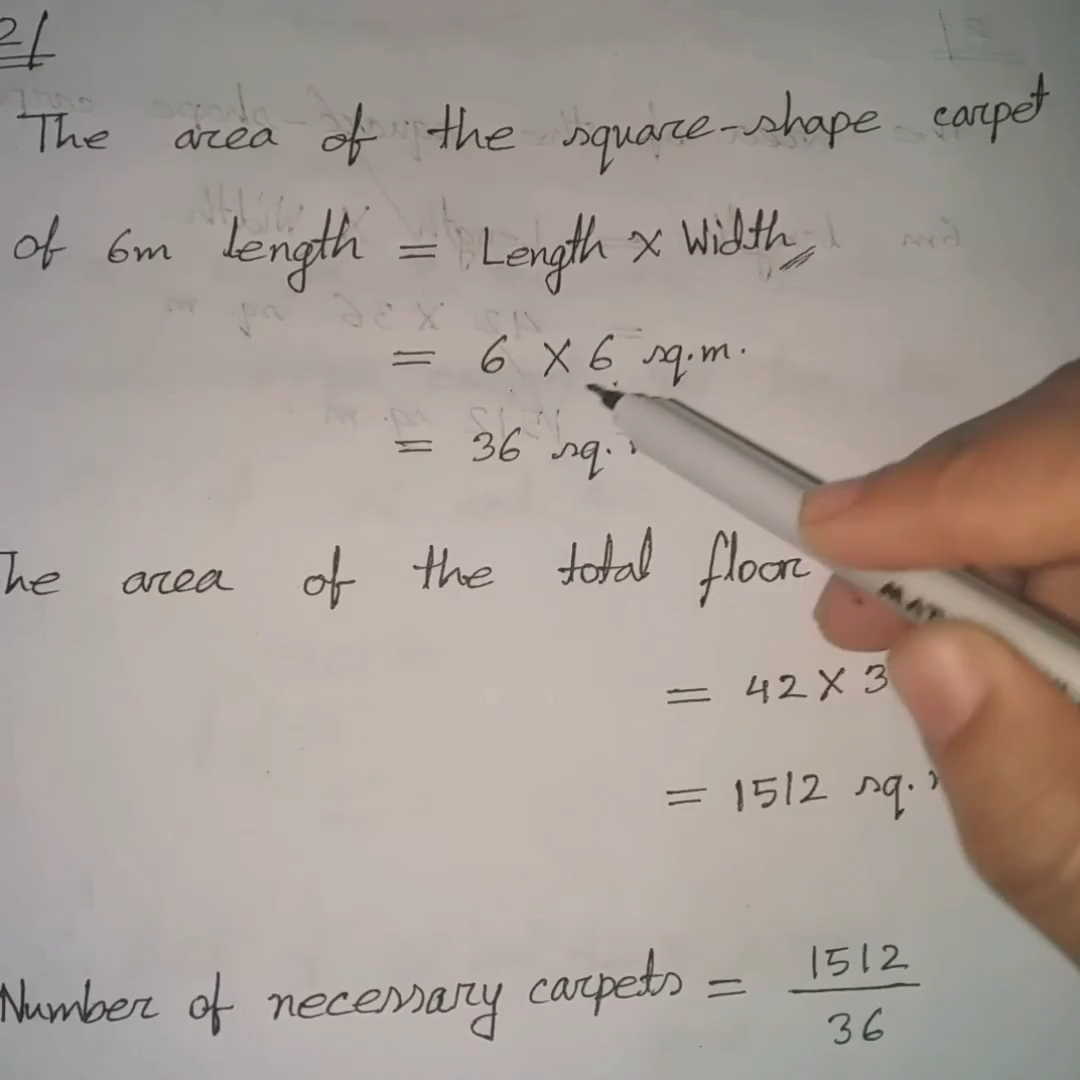 2/
The area of the square-shape carpet
of 6m length = Length × Width
= 6 × 6 sq.m.
= 36 sq.
The area of the total floor
= 42 × 3
= 1512 sq.
Number of necessary carpets = 1512
36